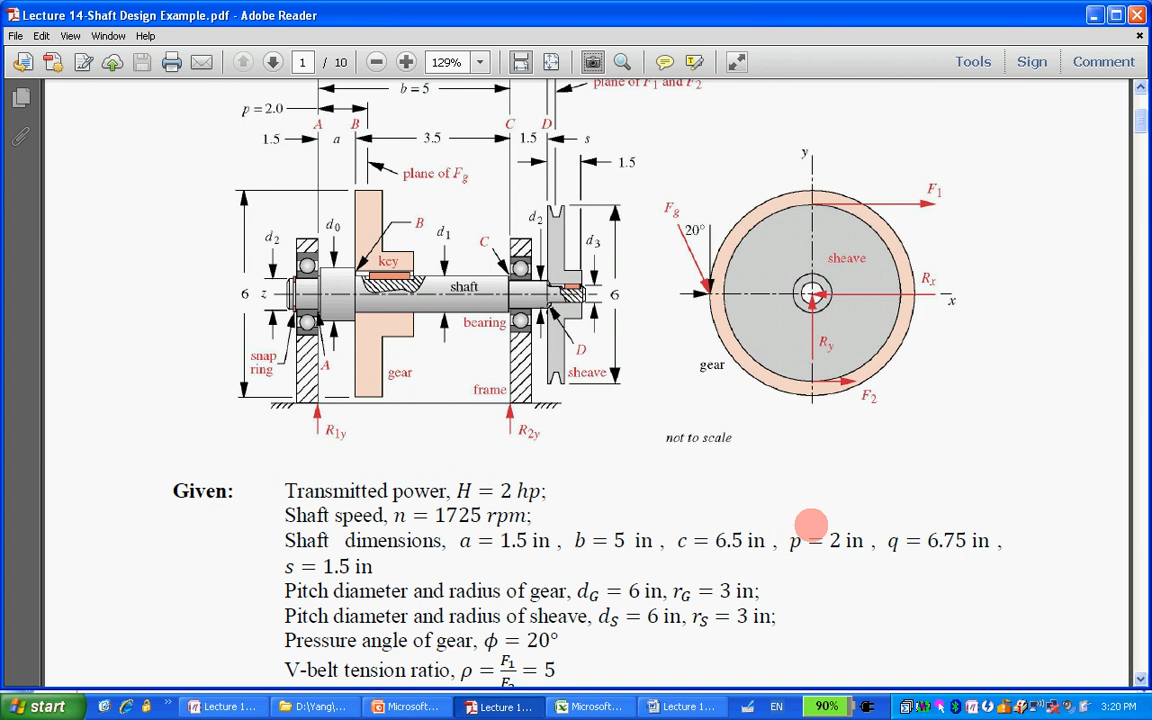 Lecture 14-Shaft Design Example.pdf - Adobe Reader
File Edit View Window Help
1 / 10 129% Tools Sign Comment
b = 5 plane of F1 and F2
p = 2.0
A B C D
1.5 a 3.5 1.5 s
1.5
plane of Fg
y
F1
Fg
20°
B
d2 d0 d1 C d2 d3
key
sheave
Rx
6 z shaft 6
x
bearing
Ry
snap
ring
A
D
gear
sheave
gear
frame
F2
R1y R2y
not to scale
Given: Transmitted power, H = 2 hp;
Shaft speed, n = 1725 rpm;
Shaft dimensions, a = 1.5 in , b = 5 in , c = 6.5 in , p = 2 in , q = 6.75 in ,
s = 1.5 in
Pitch diameter and radius of gear, dG = 6 in, rG = 3 in;
Pitch diameter and radius of sheave, dS = 6 in, rS = 3 in;
Pressure angle of gear, ϕ = 20°
V-belt tension ratio, ρ = F1/F2 = 5
start Lecture 1... D:\Yang\... Microsoft... Lecture 1... Microsoft... Lecture 1... EN 90% 3:20 PM